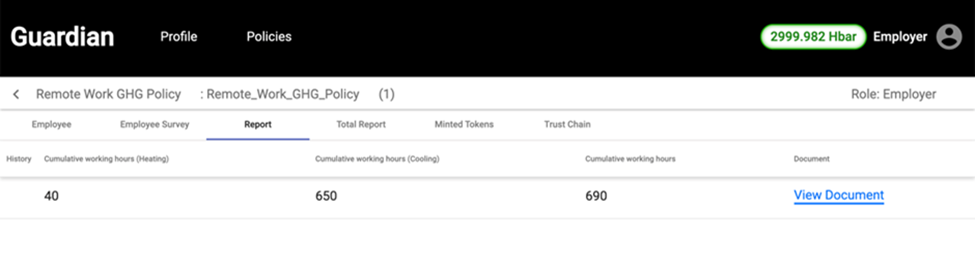 Guardian Profile Policies 2999.982 Hbar Employer
Remote Work GHG Policy : Remote_Work_GHG_Policy (1) Role: Employer
Employee Employee Survey Report Total Report Minted Tokens Trust Chain
History Cumulative working hours (Heating) Cumulative working hours (Cooling) Cumulative working hours Document
40 650 690 View Document